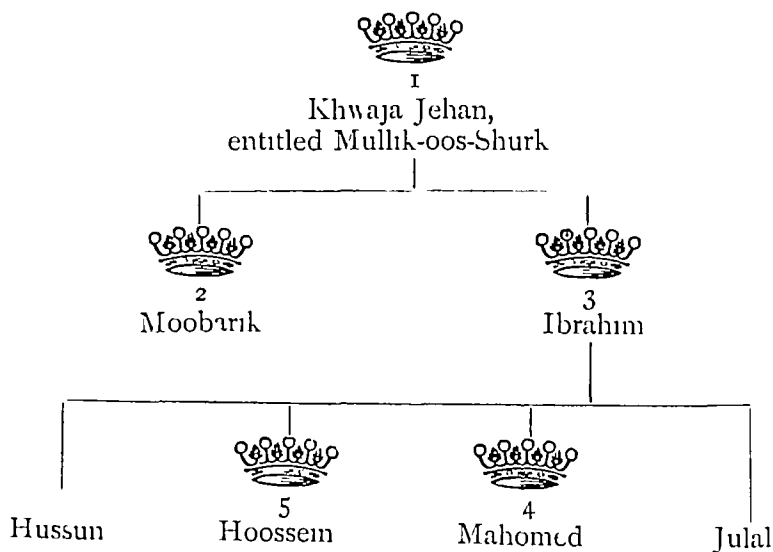 1
Khwaja Jehan,
entitled Mullik-oos-Shurk
2 3
Moobarik Ibrahim
5 4
Hussun Hoossein Mahomed Julal